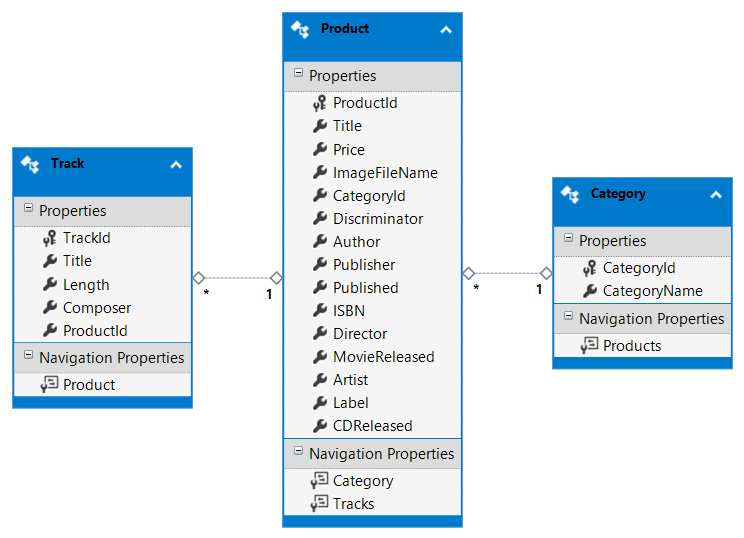 Track
Properties
TrackId
Title
Length
Composer
ProductId
Navigation Properties
Product
*
1
Product
Properties
ProductId
Title
Price
ImageFileName
CategoryId
Discriminator
Author
Publisher
Published
ISBN
Director
MovieReleased
Artist
Label
CDReleased
Navigation Properties
Category
Tracks
*
1
Category
Properties
CategoryId
CategoryName
Navigation Properties
Products